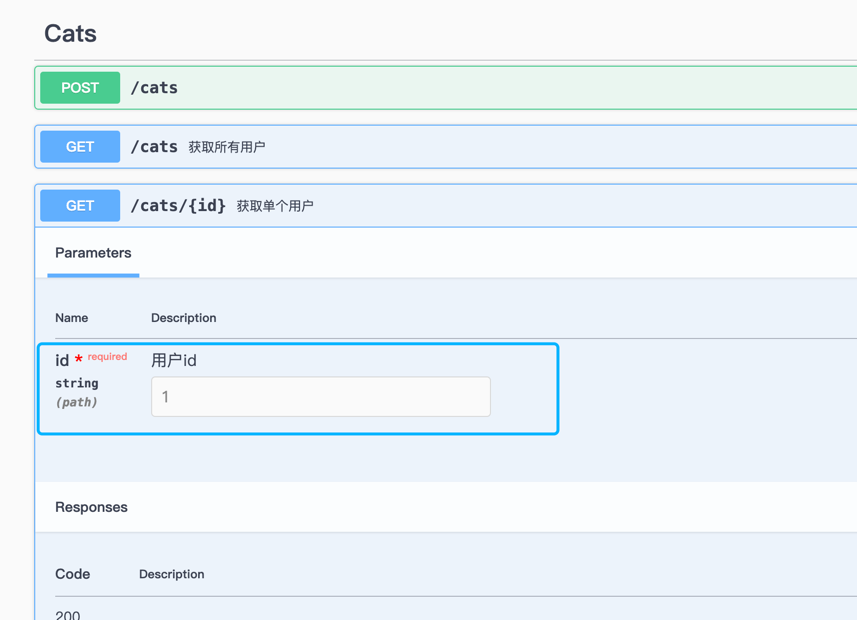 Cats
POST /cats
GET /cats 获取所有用户
GET /cats/{id} 获取单个用户
Parameters
Name Description
id * required 用户id
string
(path)
1
Responses
Code Description
200